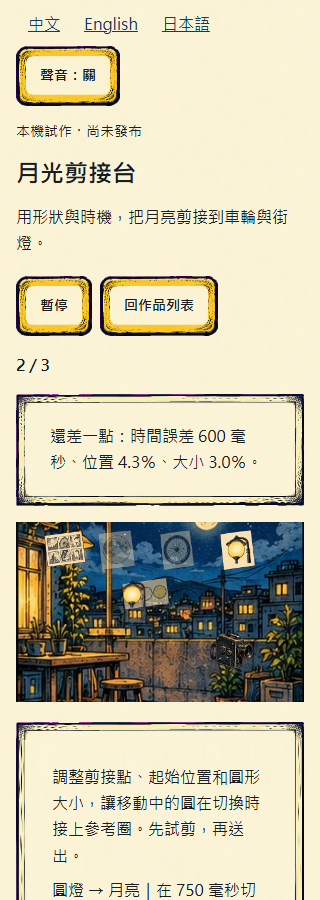 中文 English 日本語
聲音：關
本機試作・尚未發布
月光剪接台
用形狀與時機，把月亮剪接到車輪與街
燈。
暫停 回作品列表
2 / 3
還差一點：時間誤差 600 毫
秒、位置 4.3%、大小 3.0%。
調整剪接點、起始位置和圓形
大小，讓移動中的圓在切換時
接上參考圈。先試剪，再送
出。
圓燈 → 月亮 | 在 750 毫秒切